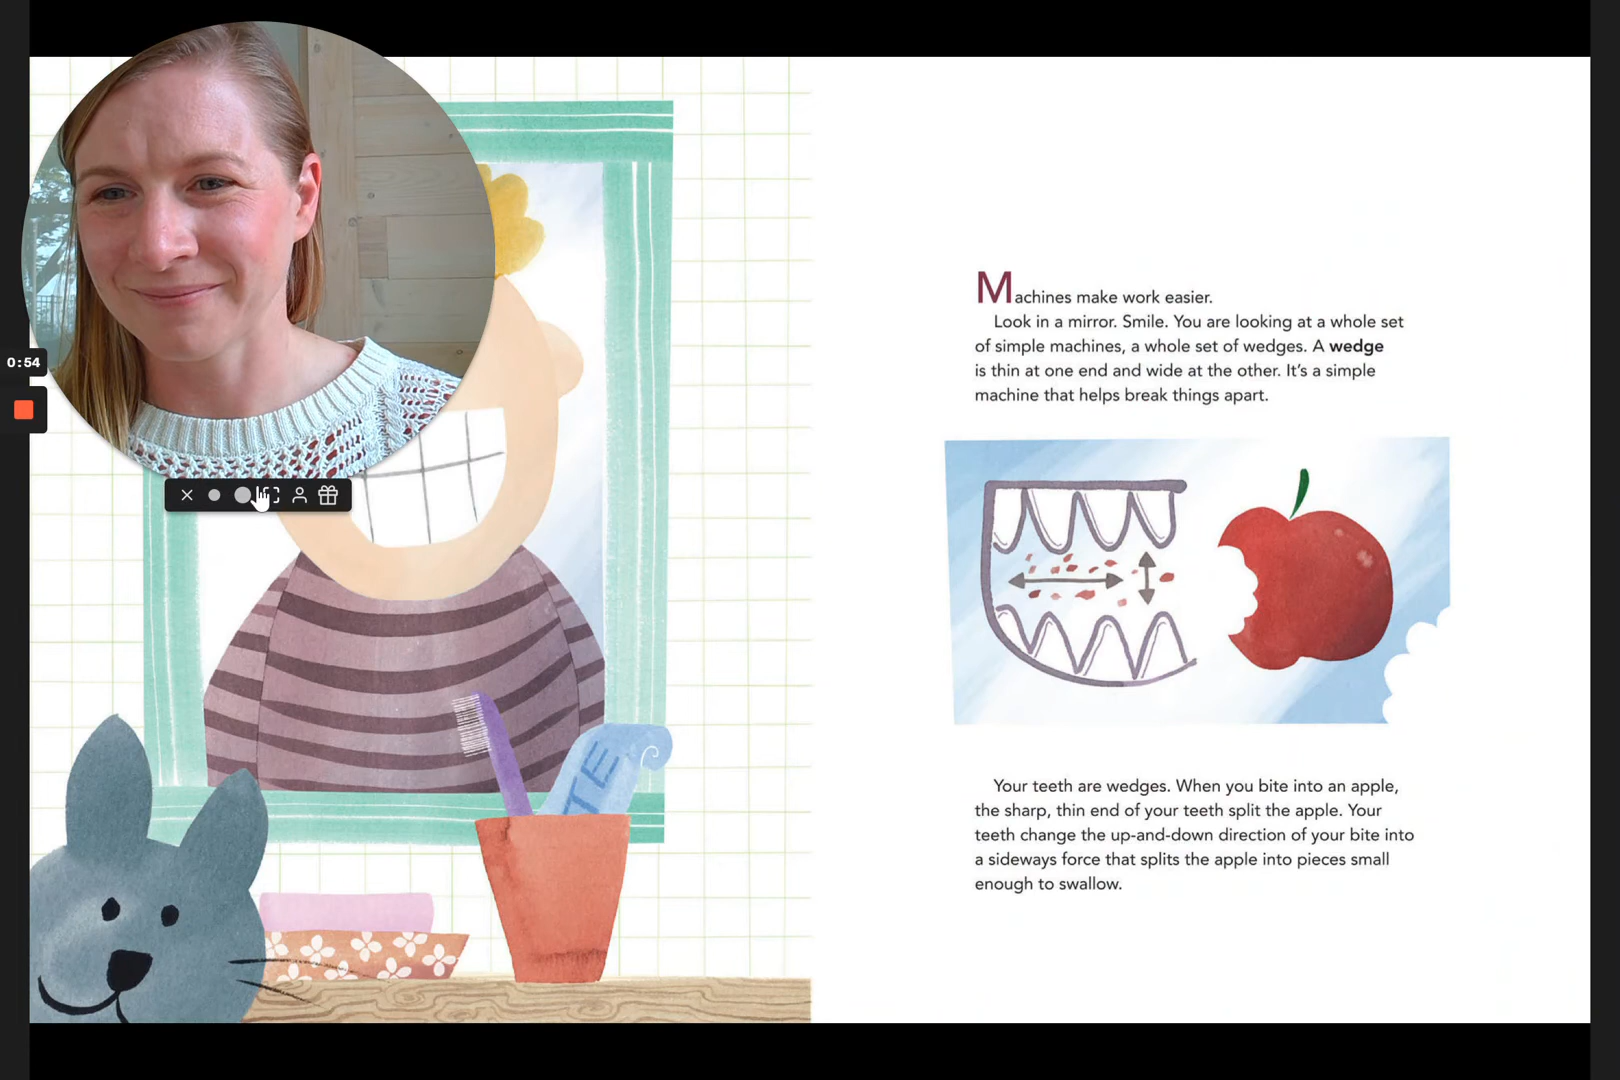 0:54
TE
Machines make work easier.
Look in a mirror. Smile. You are looking at a whole set
of simple machines, a whole set of wedges. A wedge
is thin at one end and wide at the other. It’s a simple
machine that helps break things apart.
Your teeth are wedges. When you bite into an apple,
the sharp, thin end of your teeth split the apple. Your
teeth change the up-and-down direction of your bite into
a sideways force that splits the apple into pieces small
enough to swallow.